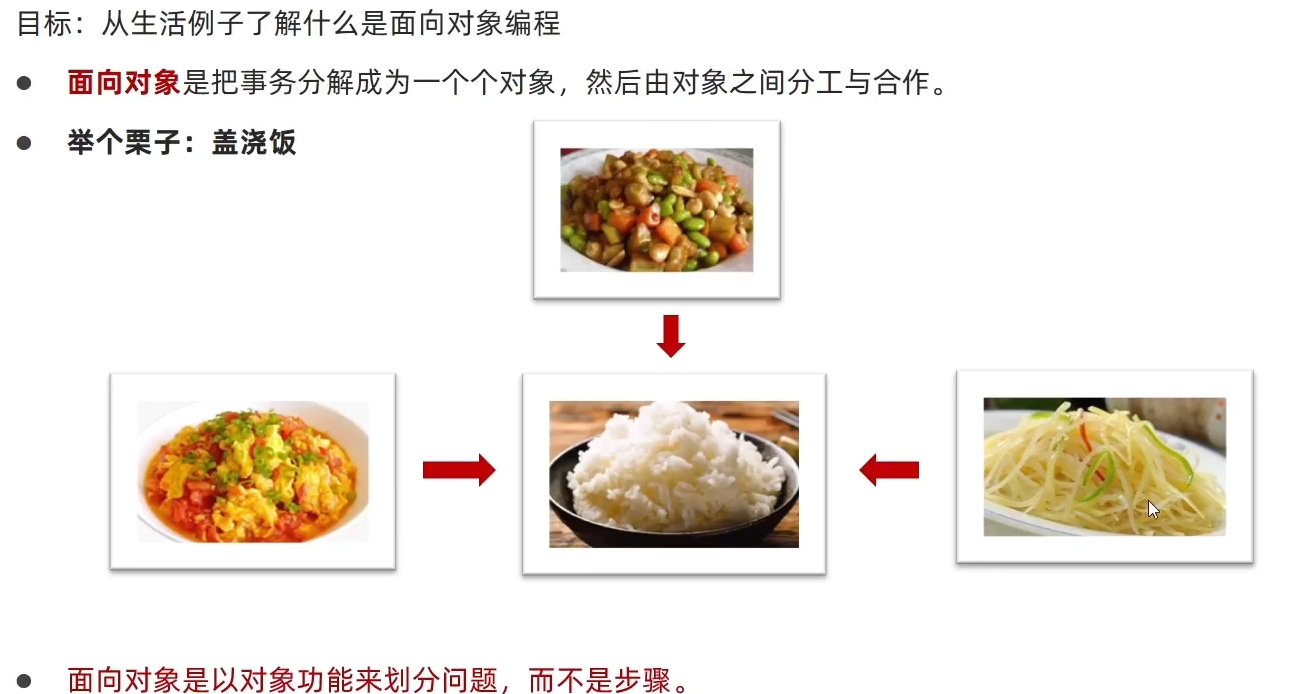 目标：从生活例子了解什么是面向对象编程
面向对象是把事务分解成为一个个对象，然后由对象之间分工与合作。
举个栗子：盖浇饭
面向对象是以对象功能来划分问题，而不是步骤。